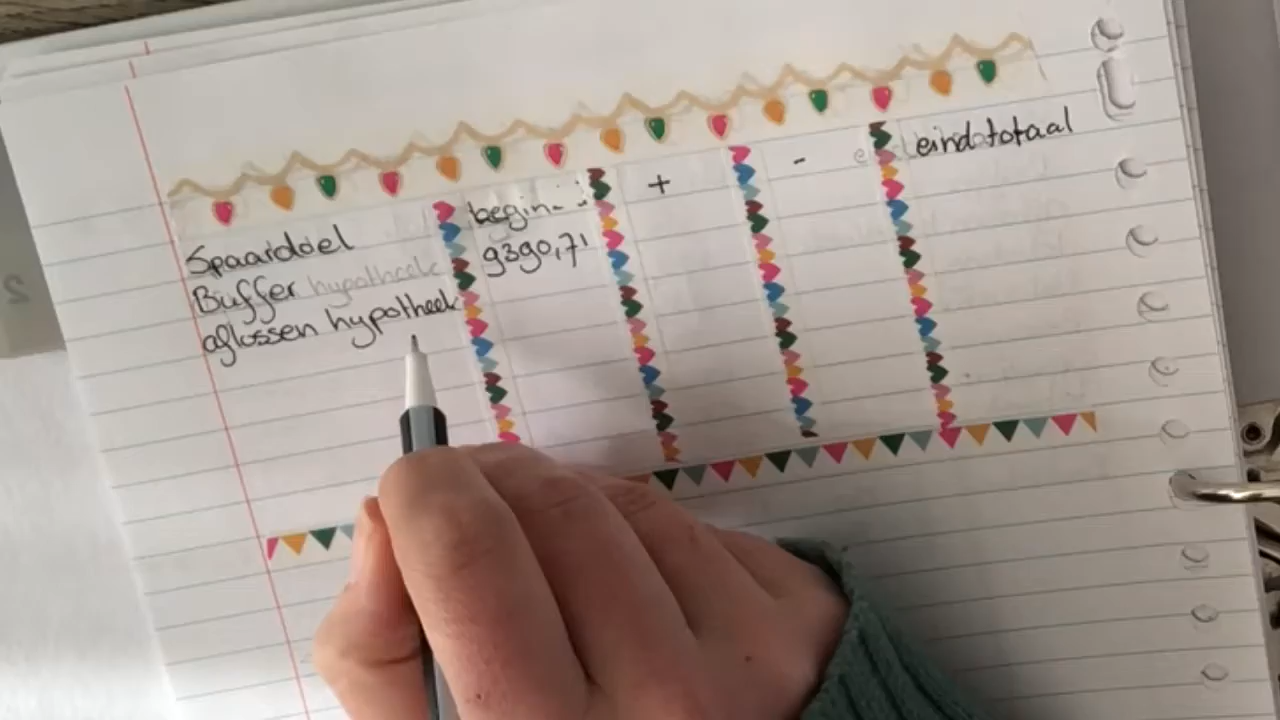 Spaardoel begin- + - eindtotaal
Buffer hypotheek 9390,71
aflossen hypotheek